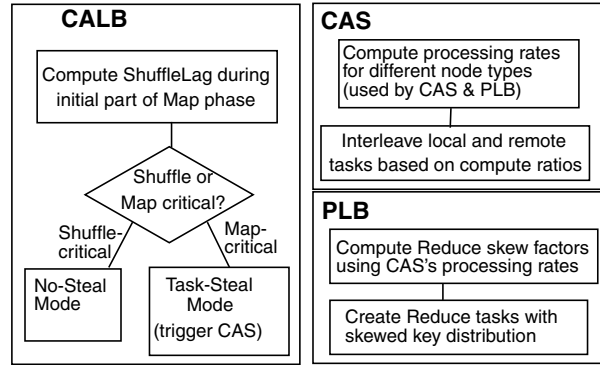 CALB
Compute ShuffleLag during
initial part of Map phase
Shuffle or
Map critical?
Shuffle-
critical
Map-
critical
No-Steal
Mode
Task-Steal
Mode
(trigger CAS)
CAS
Compute processing rates
for different node types
(used by CAS & PLB)
Interleave local and remote
tasks based on compute ratios
PLB
Compute Reduce skew factors
using CAS's processing rates
Create Reduce tasks with
skewed key distribution